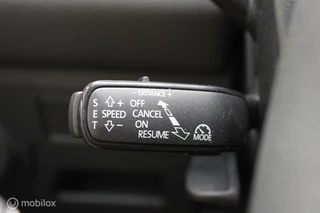 - DISTANCE +
S + OFF
E SPEED CANCEL
T - ON
RESUME MODE
© mobilox